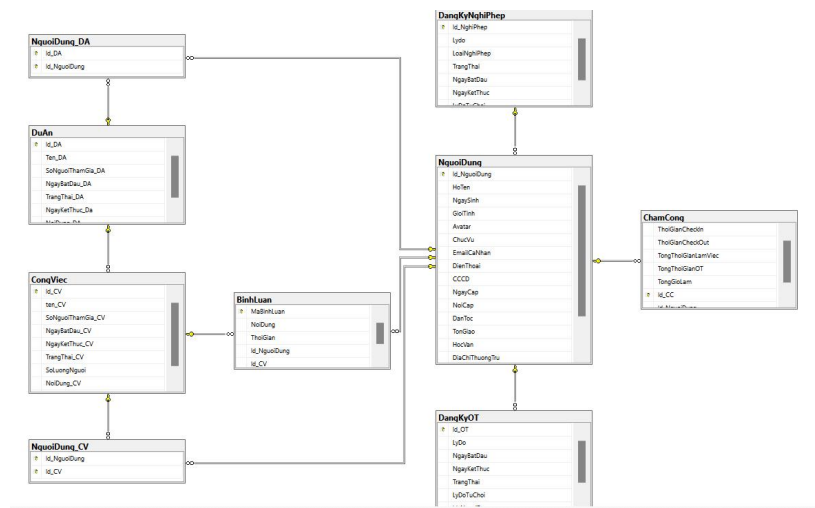 NguoiDung_DA
Id_DA
Id_NguoiDung
DuAn
Id_DA
Ten_DA
SoNguoiThamGia_DA
NgayBatDau_DA
TrangThai_DA
NgayKetThuc_Da
CongViec
Id_CV
ten_CV
SoNguoiThamGia_CV
NgayBatDau_CV
NgayKetThuc_CV
TrangThai_CV
SoLuongNguoi
NoiDung_CV
NguoiDung_CV
Id_NguoiDung
Id_CV
BinhLuan
MaBinhLuan
NoiDung
ThoiGian
Id_NguoiDung
Id_CV
DangKyNghiPhep
Id_NghiPhep
Lydo
LoaiNghiPhep
TrangThai
NgayBatDau
NgayKetThuc
LyDoTuChoi
NguoiDung
Id_NguoiDung
HoTen
NgaySinh
GioiTinh
Avatar
ChucVu
EmailCaNhan
DienThoai
CCCD
NgayCap
NoiCap
DanToc
TonGiao
HocVan
DiaChiThuongTru
DangKyOT
Id_OT
LyDo
NgayBatDau
NgayKetThuc
TrangThai
LyDoTuChoi
ChamCong
ThoiGianCheckIn
ThoiGianCheckOut
TongThoiGianLamViec
TongThoiGianOT
TongGioLam
Id_CC